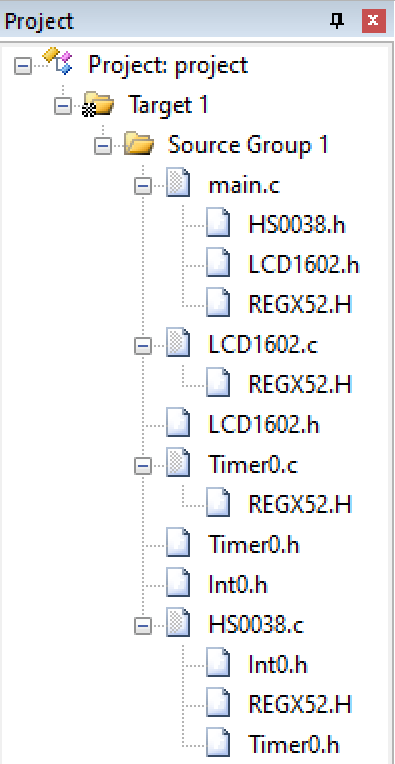 Project
Project: project
Target 1
Source Group 1
main.c
HS0038.h
LCD1602.h
REGX52.H
LCD1602.c
REGX52.H
LCD1602.h
Timer0.c
REGX52.H
Timer0.h
Int0.h
HS0038.c
Int0.h
REGX52.H
Timer0.h